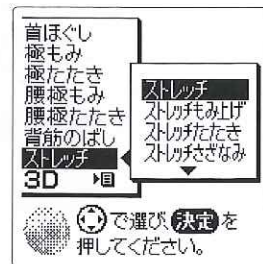 首ほぐし
極もみ
極たたき
腰極もみ
腰極たたき
背筋のばし
ストレッチ
3D
ストレッチ
ストレッチもみ上げ
ストレッチたたき
ストレッチさざなみ
で選び、決定を
押してください。